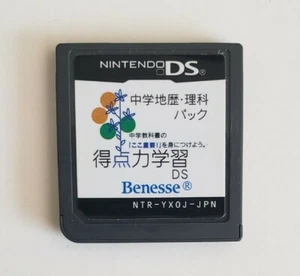 NINTENDO DS®
中学地歴・理科
パック
中学教科書の
「ここ重要!」を身につけよう。
得点力学習
DS
Benesse®
NTR-YXOJ-JPN